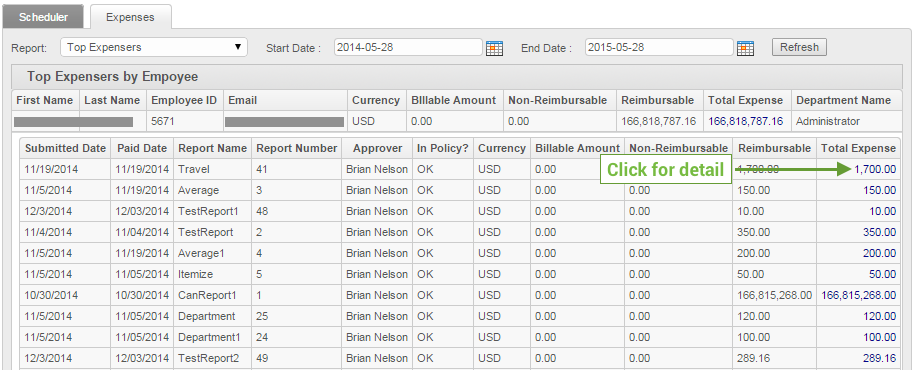 Scheduler Expenses
Report: Top Expensers Start Date : 2014-05-28 End Date : 2015-05-28 Refresh
Top Expensers by Empoyee
First Name Last Name Employee ID Email Currency BIllable Amount Non-Reimbursable Reimbursable Total Expense Department Name
5671 USD 0.00 0.00 166,818,787.16 166,818,787.16 Administrator
Submitted Date Paid Date Report Name Report Number Approver In Policy? Currency Billable Amount Non-Reimbursable Reimbursable Total Expense
11/19/2014 11/19/2014 Travel 41 Brian Nelson OK USD 0.00 Click for detail 1,700.00 1,700.00
11/5/2014 11/19/2014 Average 3 Brian Nelson OK USD 0.00 0.00 150.00 150.00
12/3/2014 12/03/2014 TestReport1 48 Brian Nelson OK USD 0.00 0.00 10.00 10.00
11/4/2014 11/04/2014 TestReport 2 Brian Nelson OK USD 0.00 0.00 350.00 350.00
11/5/2014 11/19/2014 Average1 4 Brian Nelson OK USD 0.00 0.00 200.00 200.00
11/5/2014 11/05/2014 Itemize 5 Brian Nelson OK USD 0.00 0.00 50.00 50.00
10/30/2014 10/30/2014 CanReport1 1 Brian Nelson OK USD 0.00 0.00 166,815,268.00 166,815,268.00
11/5/2014 11/05/2014 Department 25 Brian Nelson OK USD 0.00 0.00 120.00 120.00
11/5/2014 11/05/2014 Department1 24 Brian Nelson OK USD 0.00 0.00 100.00 100.00
12/3/2014 12/03/2014 TestReport2 49 Brian Nelson OK USD 0.00 0.00 289.16 289.16